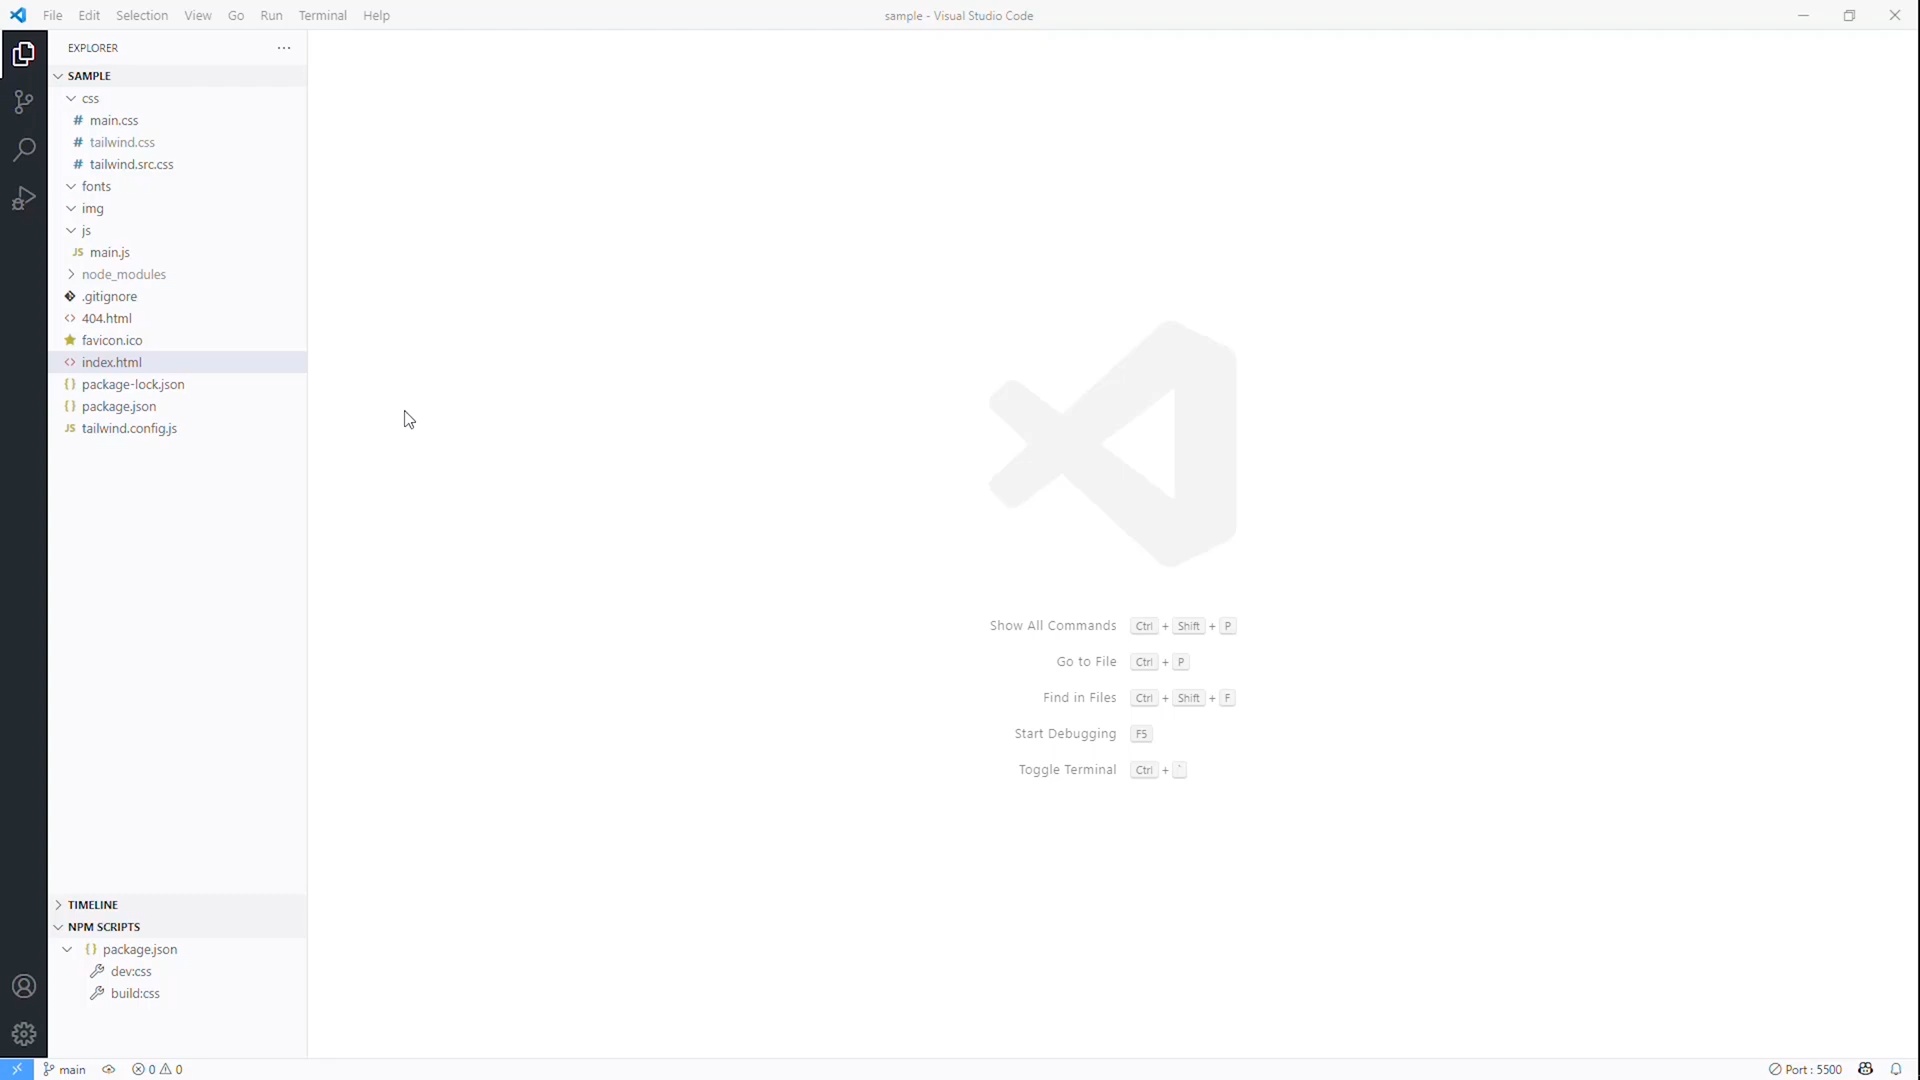 File Edit Selection View Go Run Terminal Help
sample - Visual Studio Code
EXPLORER
SAMPLE
css
# main.css
# tailwind.css
# tailwind.src.css
fonts
img
js
JS main.js
node_modules
.gitignore
<> 404.html
favicon.ico
<> index.html
{} package-lock.json
{} package.json
JS tailwind.config.js
Show All Commands Ctrl + Shift + P
Go to File Ctrl + P
Find in Files Ctrl + Shift + F
Start Debugging F5
Toggle Terminal Ctrl + `
TIMELINE
NPM SCRIPTS
{} package.json
dev:css
build:css
main 0 0
Port : 5500